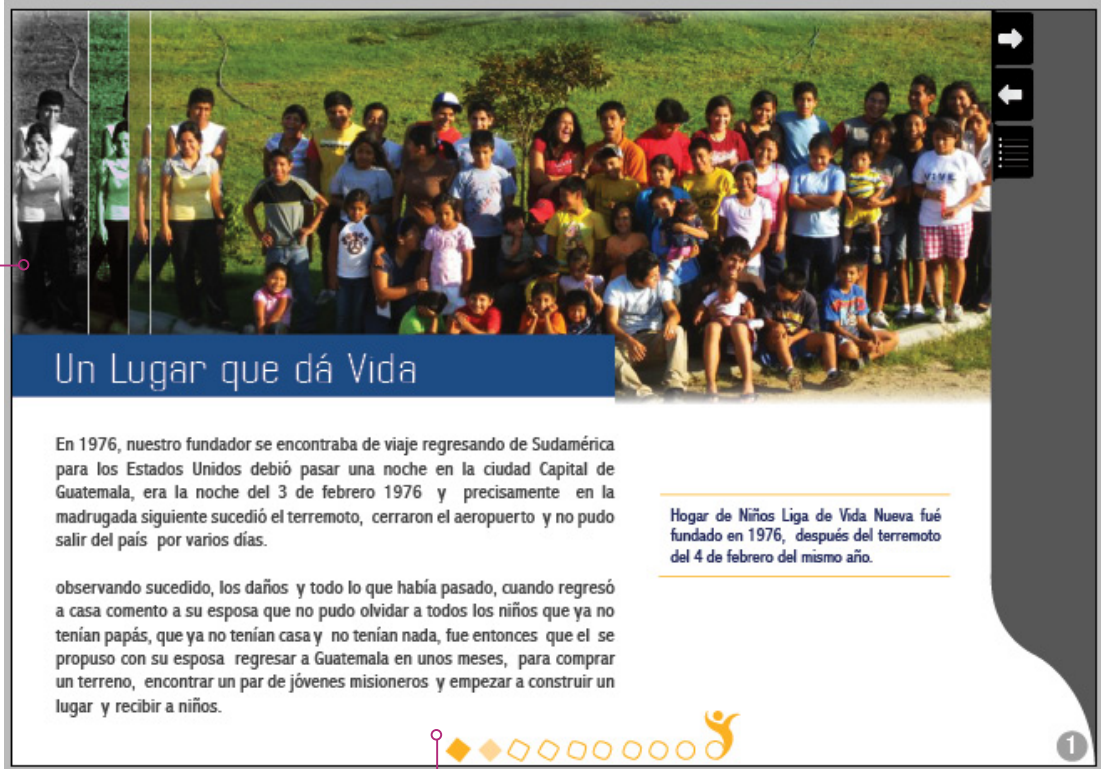 VIVE
Un Lugar que dá Vida
En 1976, nuestro fundador se encontraba de viaje regresando de Sudamérica
para los Estados Unidos debió pasar una noche en la ciudad Capital de
Guatemala, era la noche del 3 de febrero 1976 y precisamente en la
madrugada siguiente sucedió el terremoto, cerraron el aeropuerto y no pudo
salir del país por varios días.
observando sucedido, los daños y todo lo que había pasado, cuando regresó
a casa comento a su esposa que no pudo olvidar a todos los niños que ya no
tenían papás, que ya no tenían casa y no tenían nada, fue entonces que el se
propuso con su esposa regresar a Guatemala en unos meses, para comprar
un terreno, encontrar un par de jóvenes misioneros y empezar a construir un
lugar y recibir a niños.
Hogar de Niños Liga de Vida Nueva fué
fundado en 1976, después del terremoto
del 4 de febrero del mismo año.
1